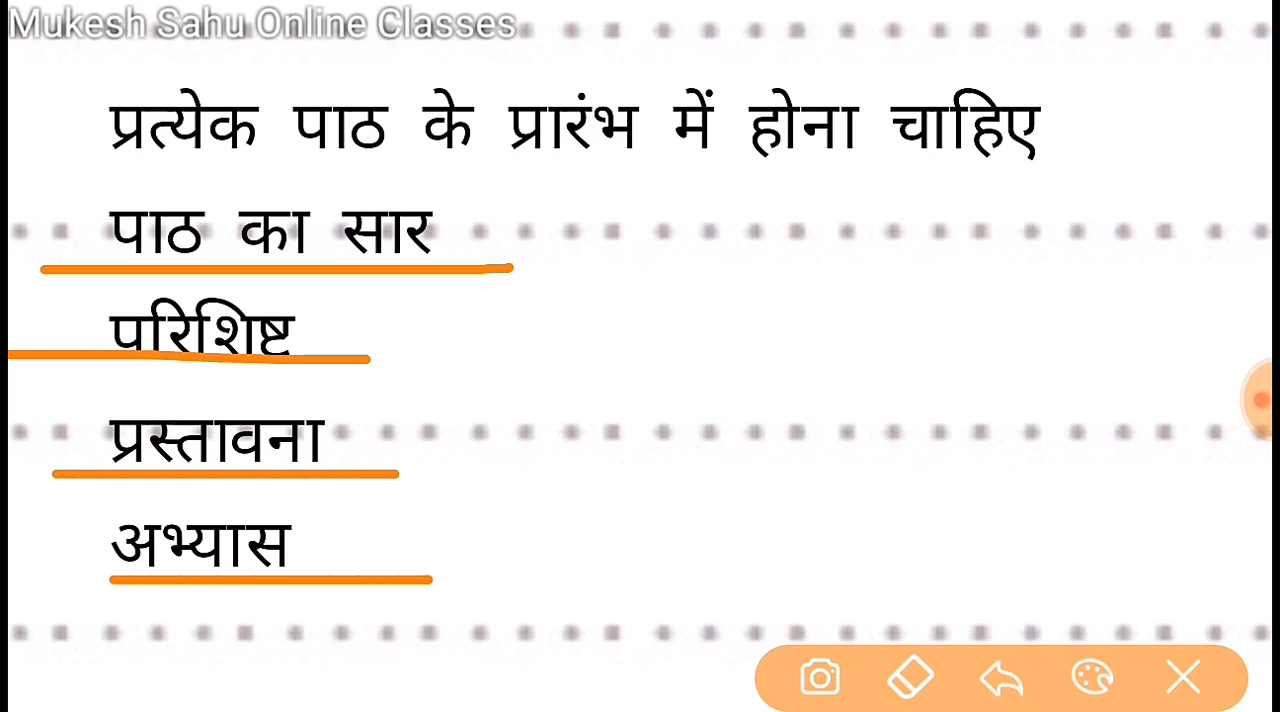 Mukesh Sahu Online Classes
प्रत्येक पाठ के प्रारंभ में होना चाहिए
पाठ का सार
परिशिष्ट
प्रस्तावना
अभ्यास